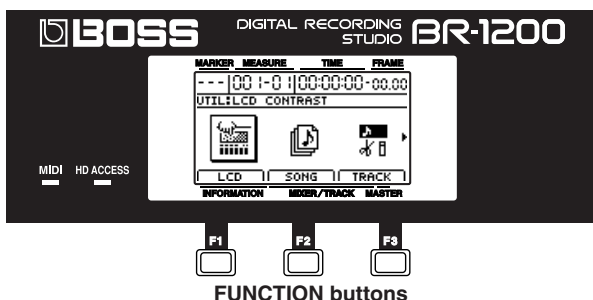 BOSS DIGITAL RECORDING STUDIO BR-1200
MARKER MEASURE TIME FRAME
--- 001-01 00:00:00-00.00
UTIL:LCD CONTRAST
LCD SONG TRACK
INFORMATION MIXER/TRACK MASTER
MIDI HD ACCESS
F1 F2 F3
FUNCTION buttons